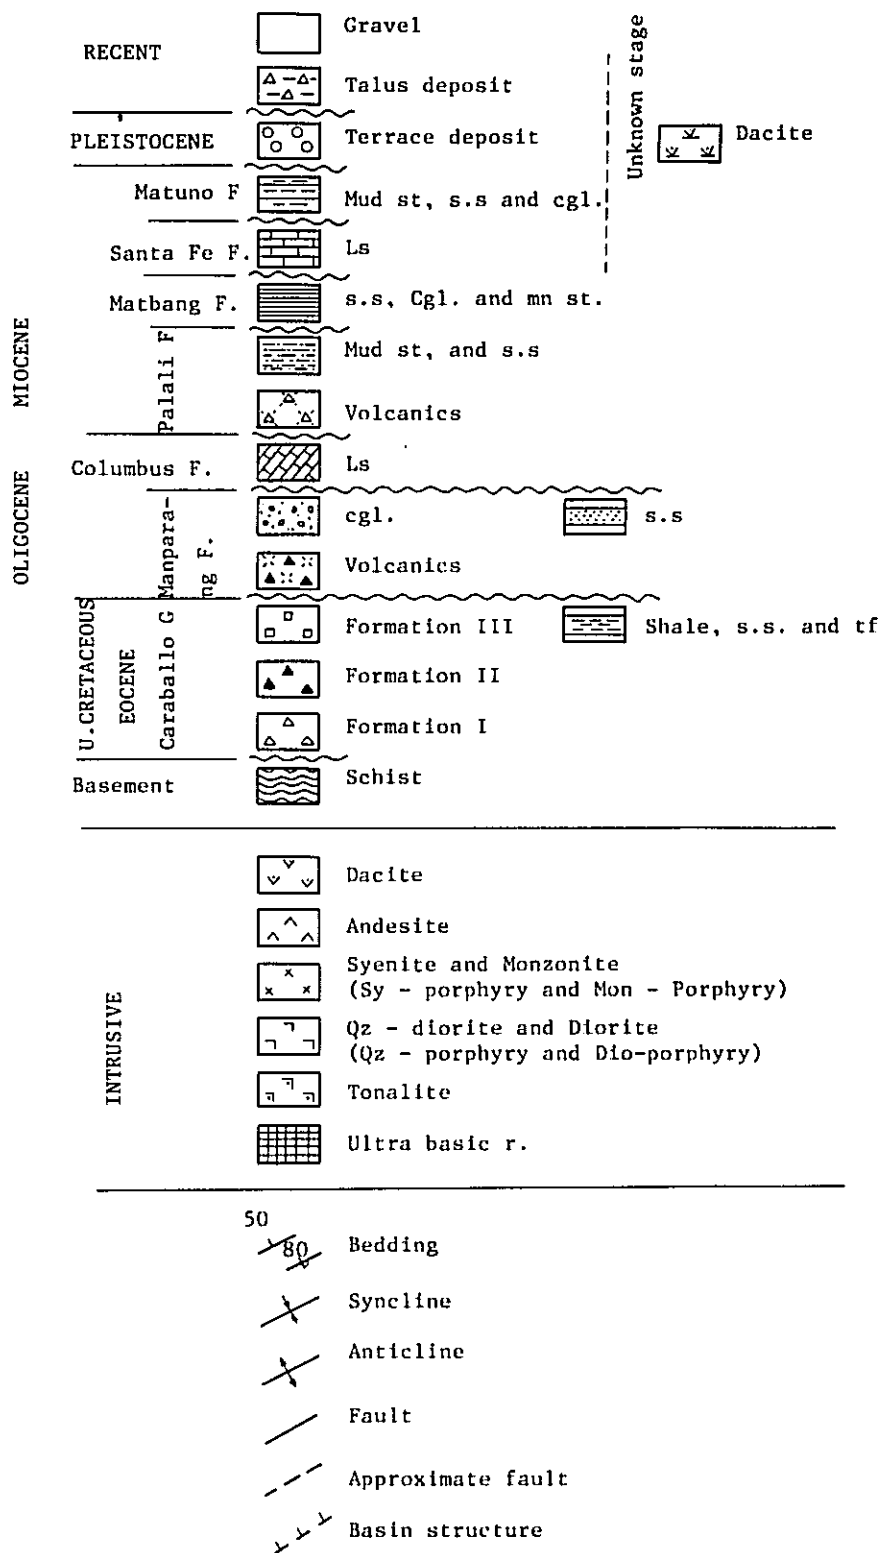 RECENT
Gravel
Talus deposit
PLEISTOCENE
Terrace deposit
Unknown stage
Dacite
MIOCENE
Matuno F
Mud st, s.s and cgl.
Santa Fe F.
Ls
Matbang F.
s.s, Cgl. and mn st.
Palali F
Mud st, and s.s
Volcanics
OLIGOCENE
Columbus F.
Ls
Manpara-
ng F.
cgl.
s.s
Volcanics
U.CRETACEOUS
EOCENE
Caraballo G
Formation III
Shale, s.s. and tf
Formation II
Formation I
Basement
Schist
INTRUSIVE
Dacite
Andesite
Syenite and Monzonite
(Sy - porphyry and Mon - Porphyry)
Qz - diorite and Diorite
(Qz - porphyry and Dio-porphyry)
Tonalite
Ultra basic r.
50
80
Bedding
Syncline
Anticline
Fault
Approximate fault
Basin structure